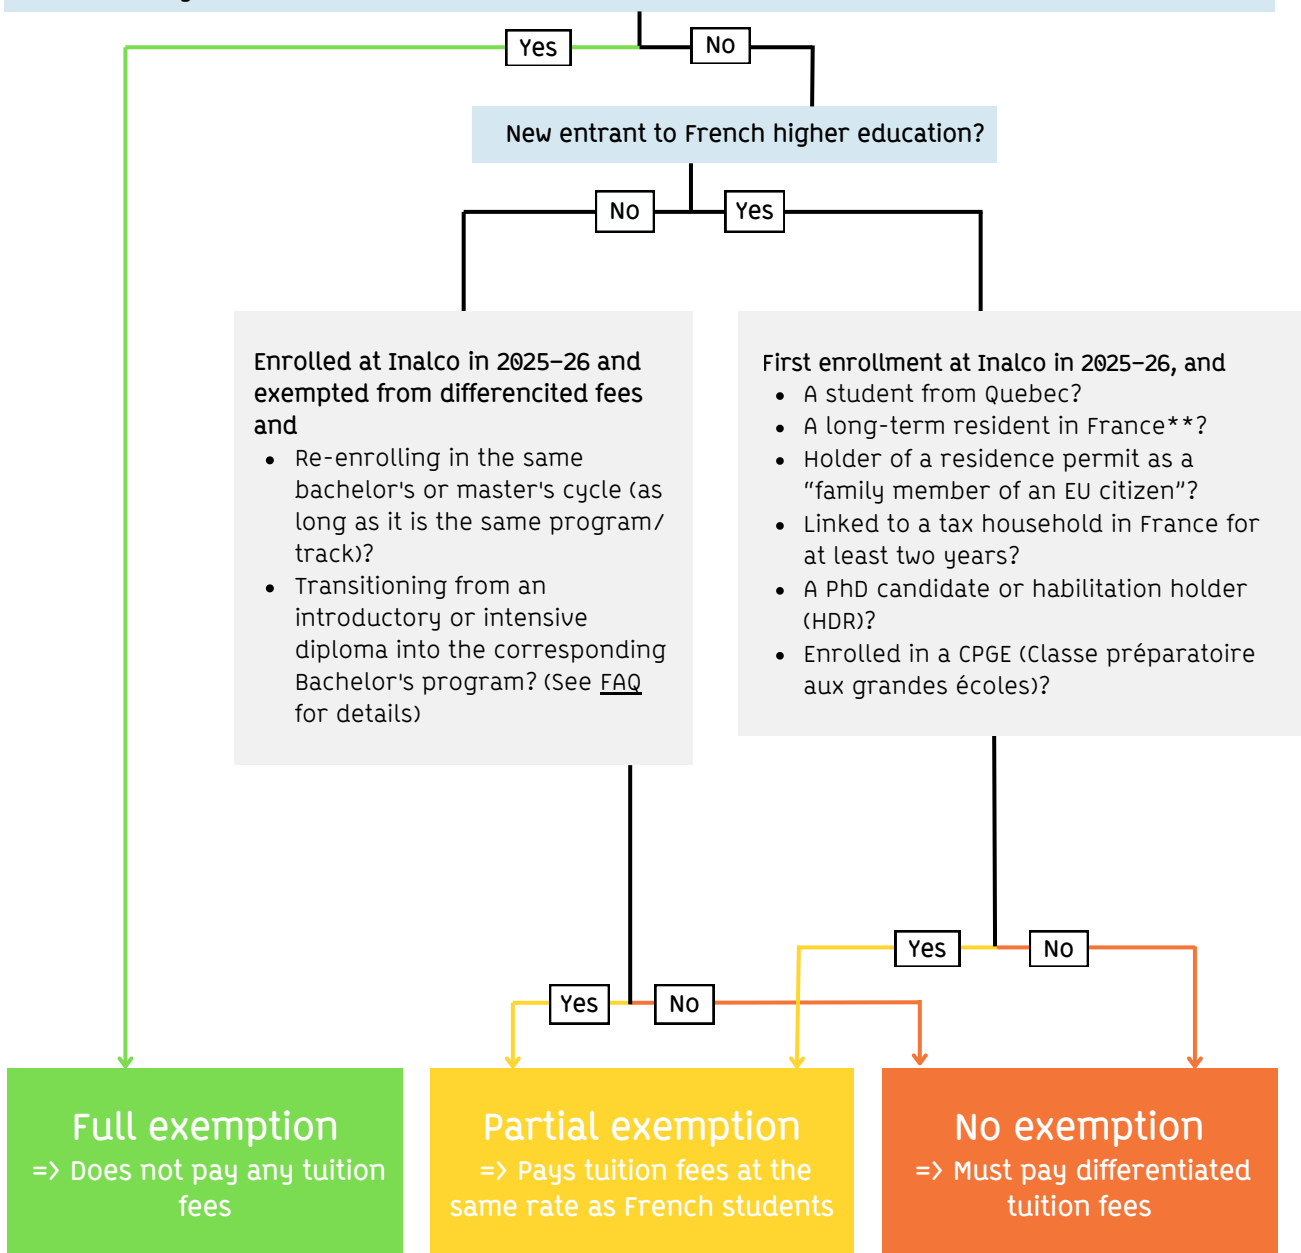 Yes
No
New entrant to French higher education?
No
Yes
Enrolled at Inalco in 2025–26 and
exempted from differencited fees
and
• Re-enrolling in the same
bachelor's or master's cycle (as
long as it is the same program/
track)?
• Transitioning from an
introductory or intensive
diploma into the corresponding
Bachelor's program? (See FAQ
for details)
First enrollment at Inalco in 2025–26, and
• A student from Quebec?
• A long-term resident in France**?
• Holder of a residence permit as a
“family member of an EU citizen”?
• Linked to a tax household in France for
at least two years?
• A PhD candidate or habilitation holder
(HDR)?
• Enrolled in a CPGE (Classe préparatoire
aux grandes écoles)?
Yes
No
Yes
No
Full exemption
=> Does not pay any tuition
fees
Partial exemption
=> Pays tuition fees at the
same rate as French students
No exemption
=> Must pay differentiated
tuition fees